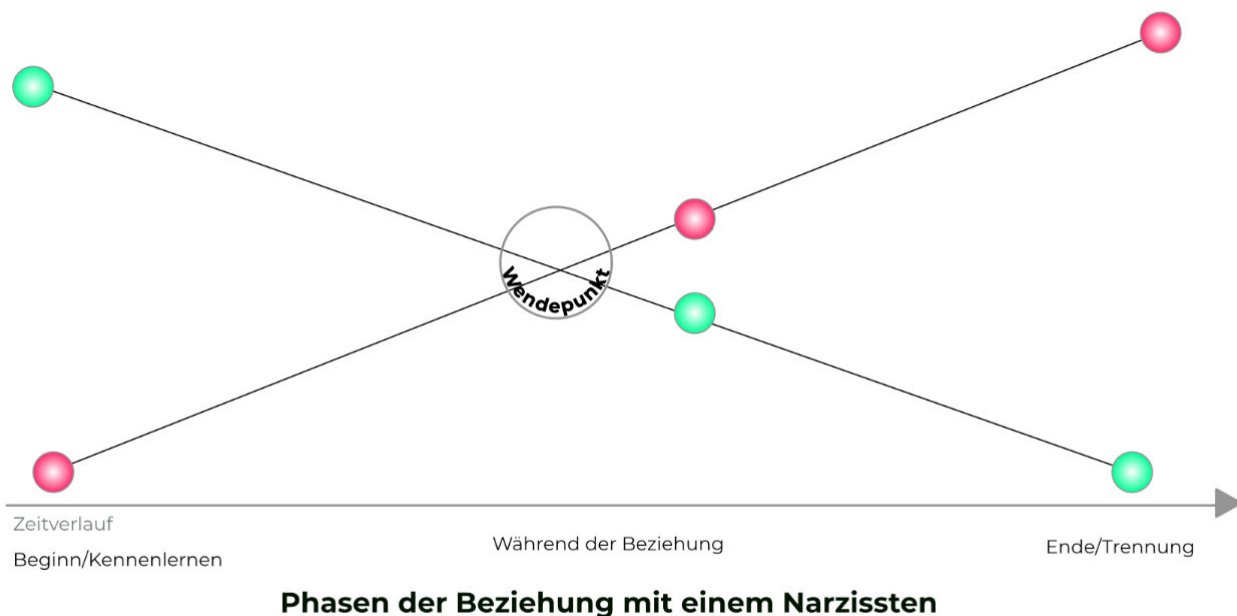 Wendepunkt
Zeitverlauf
Beginn/Kennenlernen
Während der Beziehung
Ende/Trennung
Phasen der Beziehung mit einem Narzissten